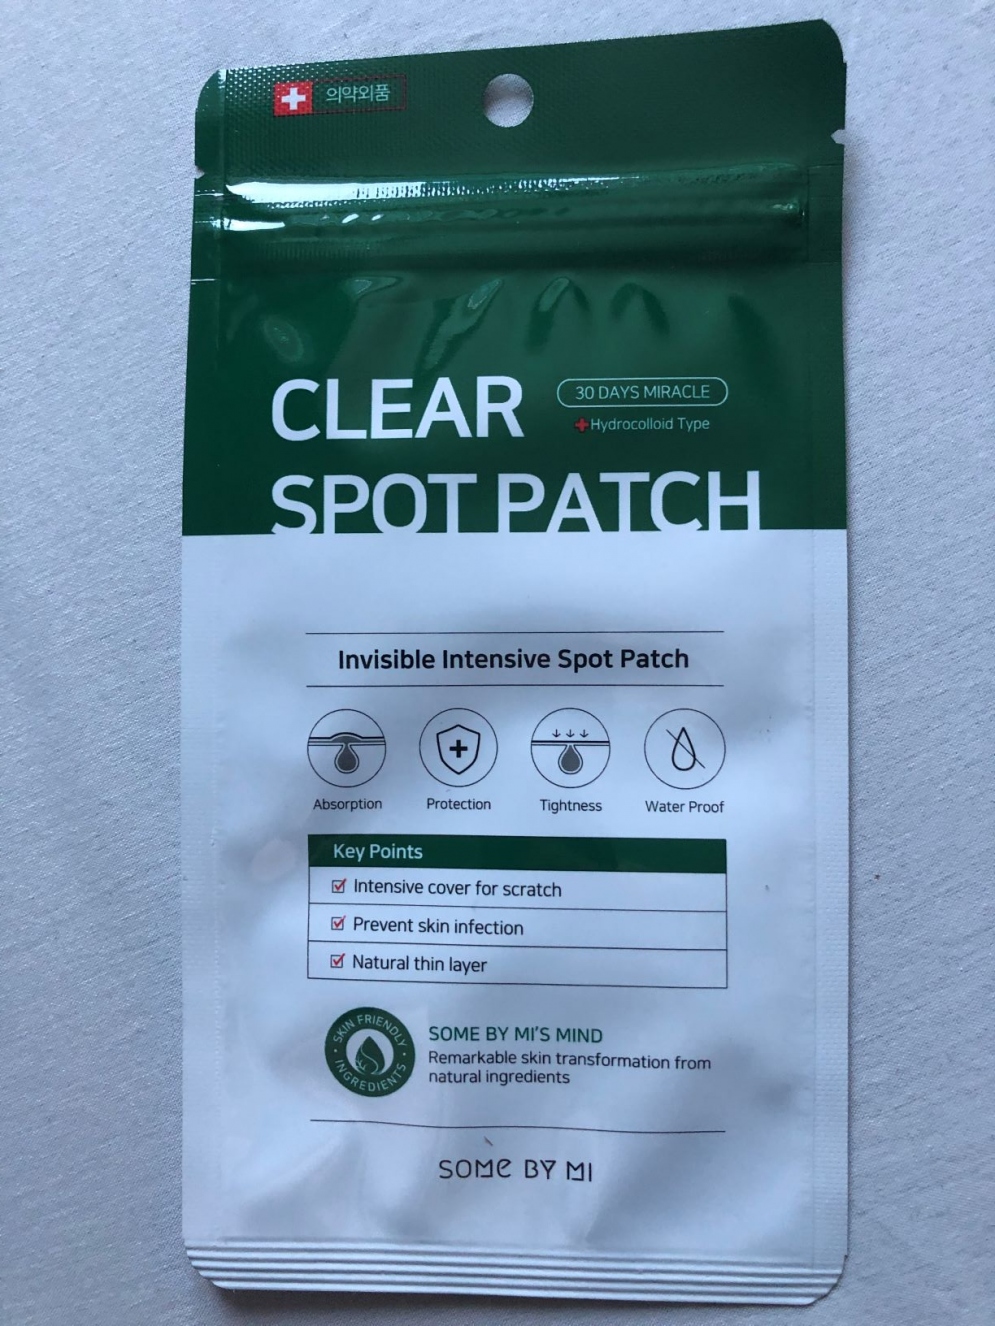 의약외품
CLEAR
30 DAYS MIRACLE
Hydrocolloid Type
SPOT PATCH
Invisible Intensive Spot Patch
Absorption
Protection
Tightness
Water Proof
Key Points
Intensive cover for scratch
Prevent skin infection
Natural thin layer
SKIN FRIENDLY
INGREDIENTS
SOME BY MI'S MIND
Remarkable skin transformation from
natural ingredients
SOME BY MI